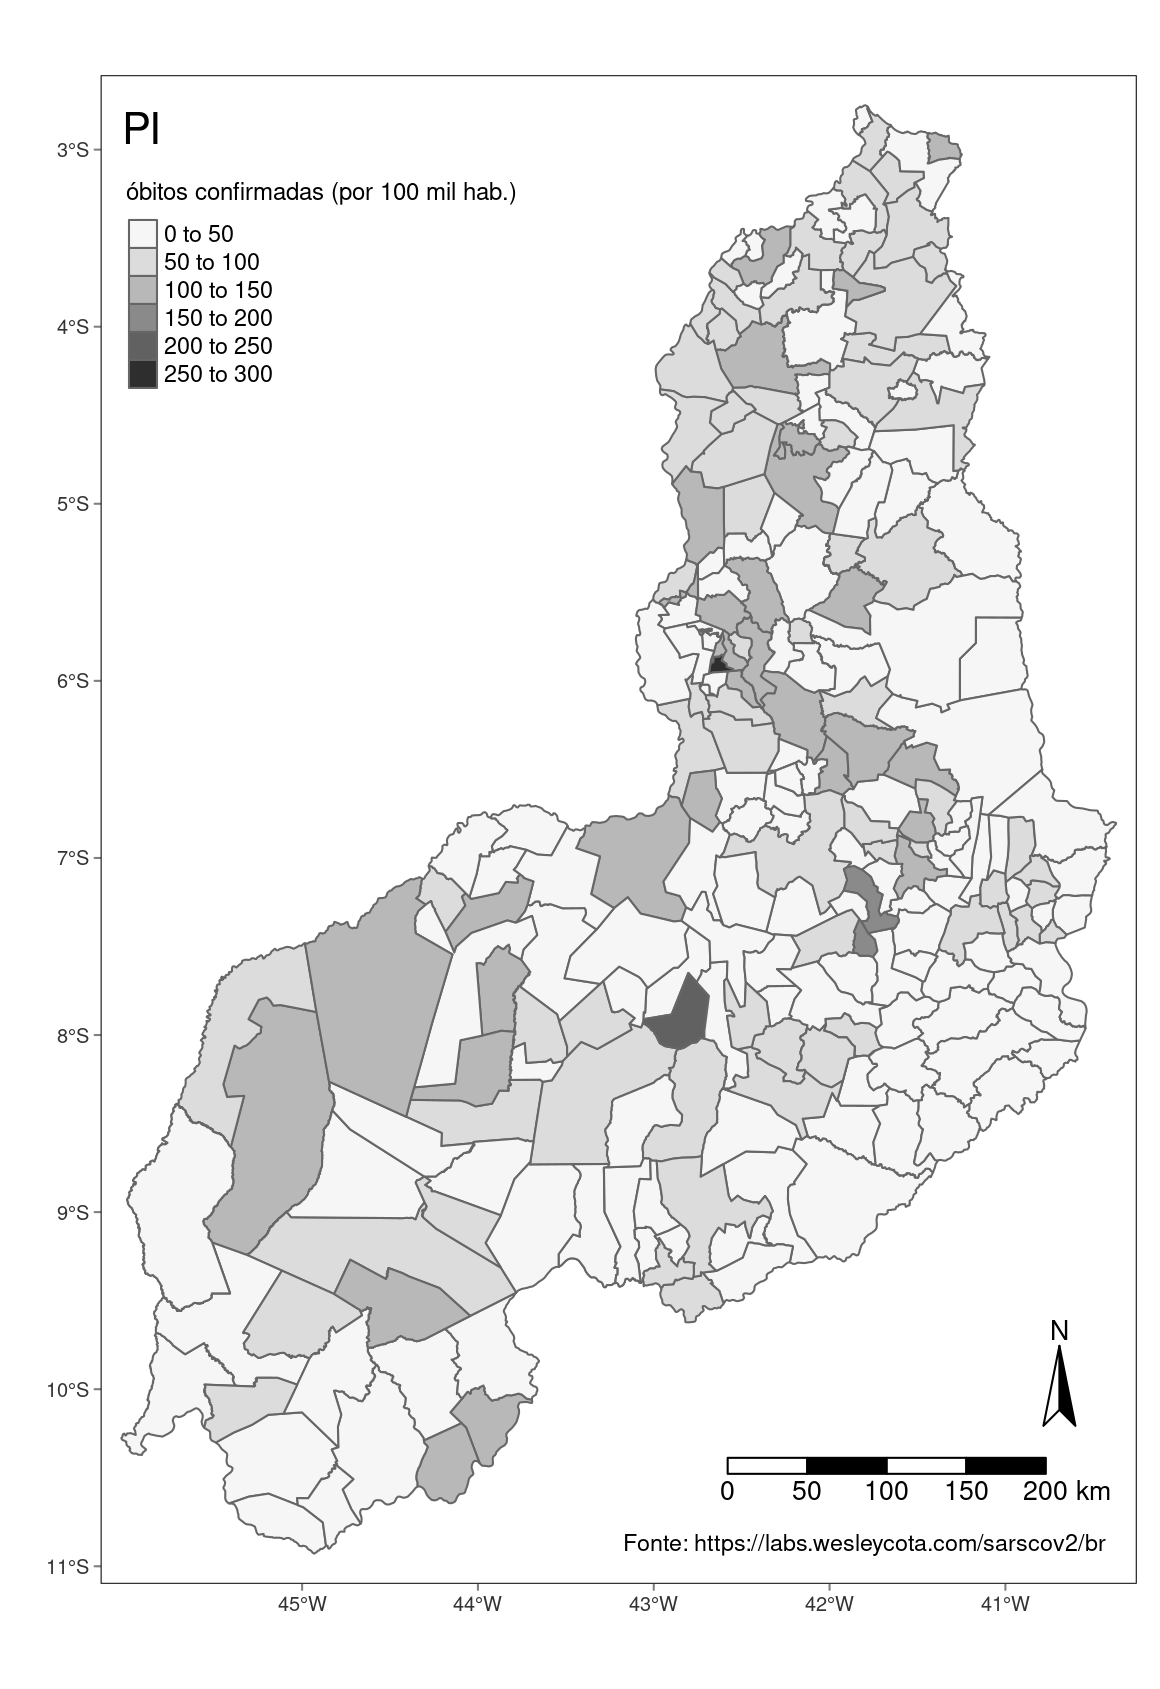 PI
óbitos confirmadas (por 100 mil hab.)
0 to 50
50 to 100
100 to 150
150 to 200
200 to 250
250 to 300
3°S
4°S
5°S
6°S
7°S
8°S
9°S
10°S
11°S
N
0 50 100 150 200 km
Fonte: https://labs.wesleycota.com/sarscov2/br
45°W 44°W 43°W 42°W 41°W